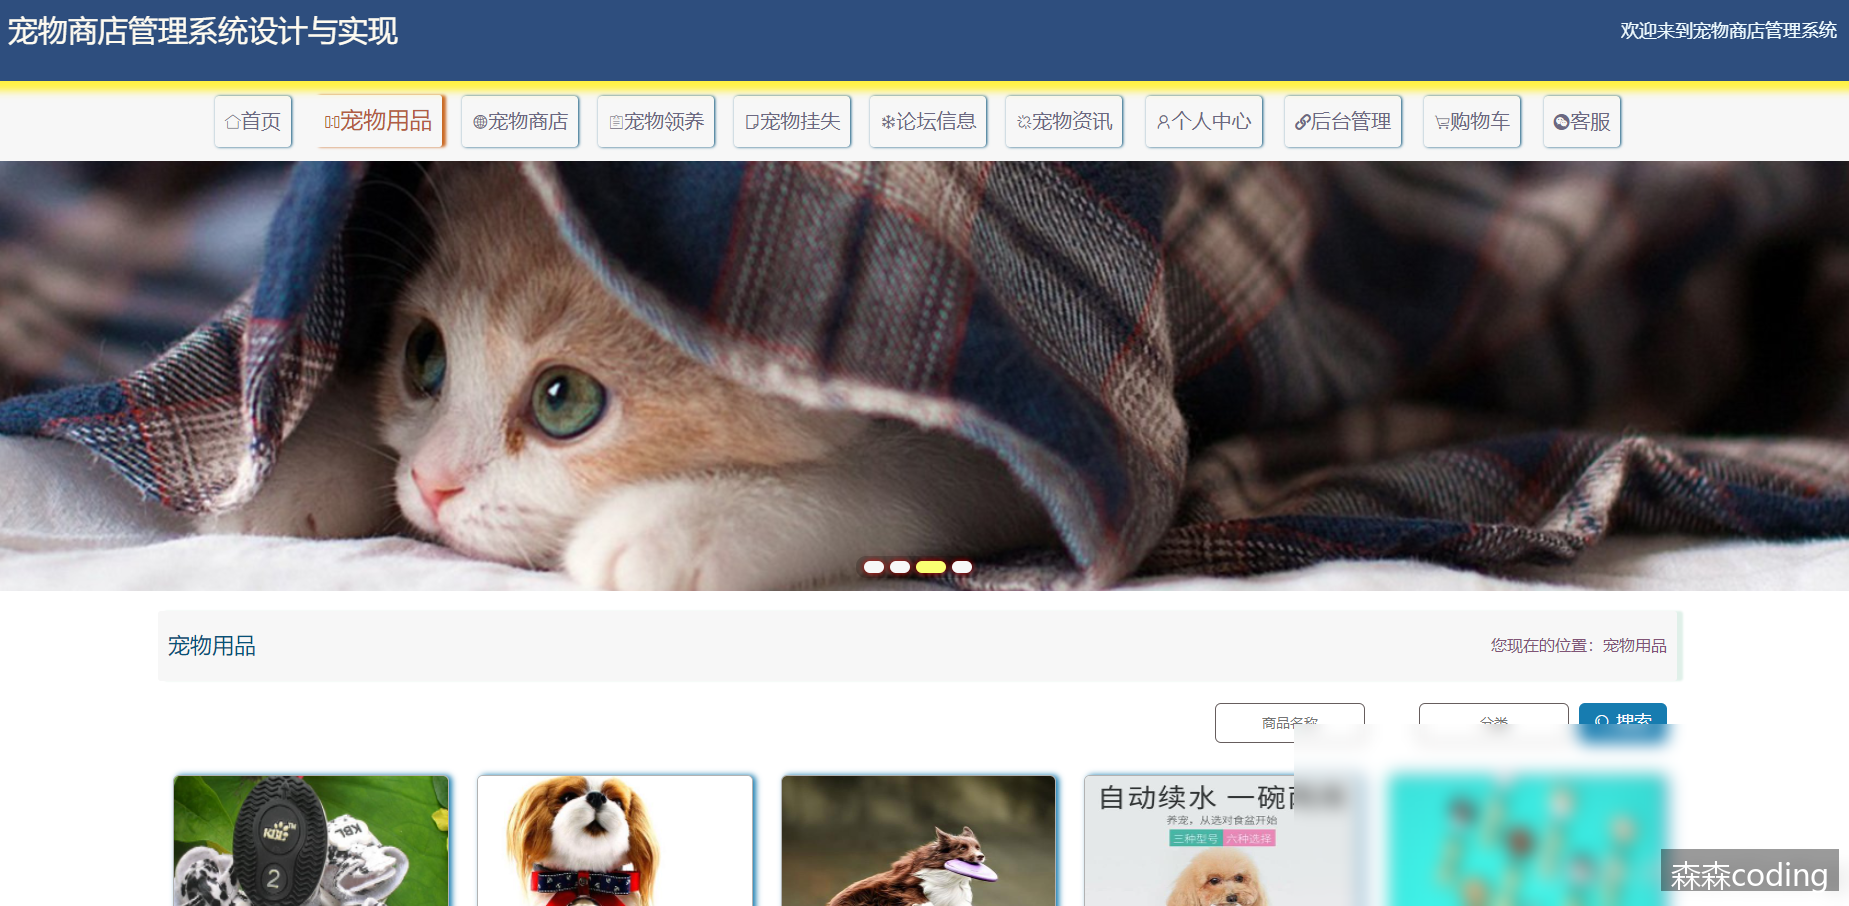 宠物商店管理系统设计与实现
欢迎来到宠物商店管理系统
首页
宠物用品
宠物商店
宠物领养
宠物挂失
论坛信息
宠物资讯
个人中心
后台管理
购物车
客服
宠物用品
您现在的位置：宠物用品
商品名称
分类
搜索
KBL
KBL
2
自动续水 一碗
养宠，从选对食盆开始
三种型号 六种选择
森森coding